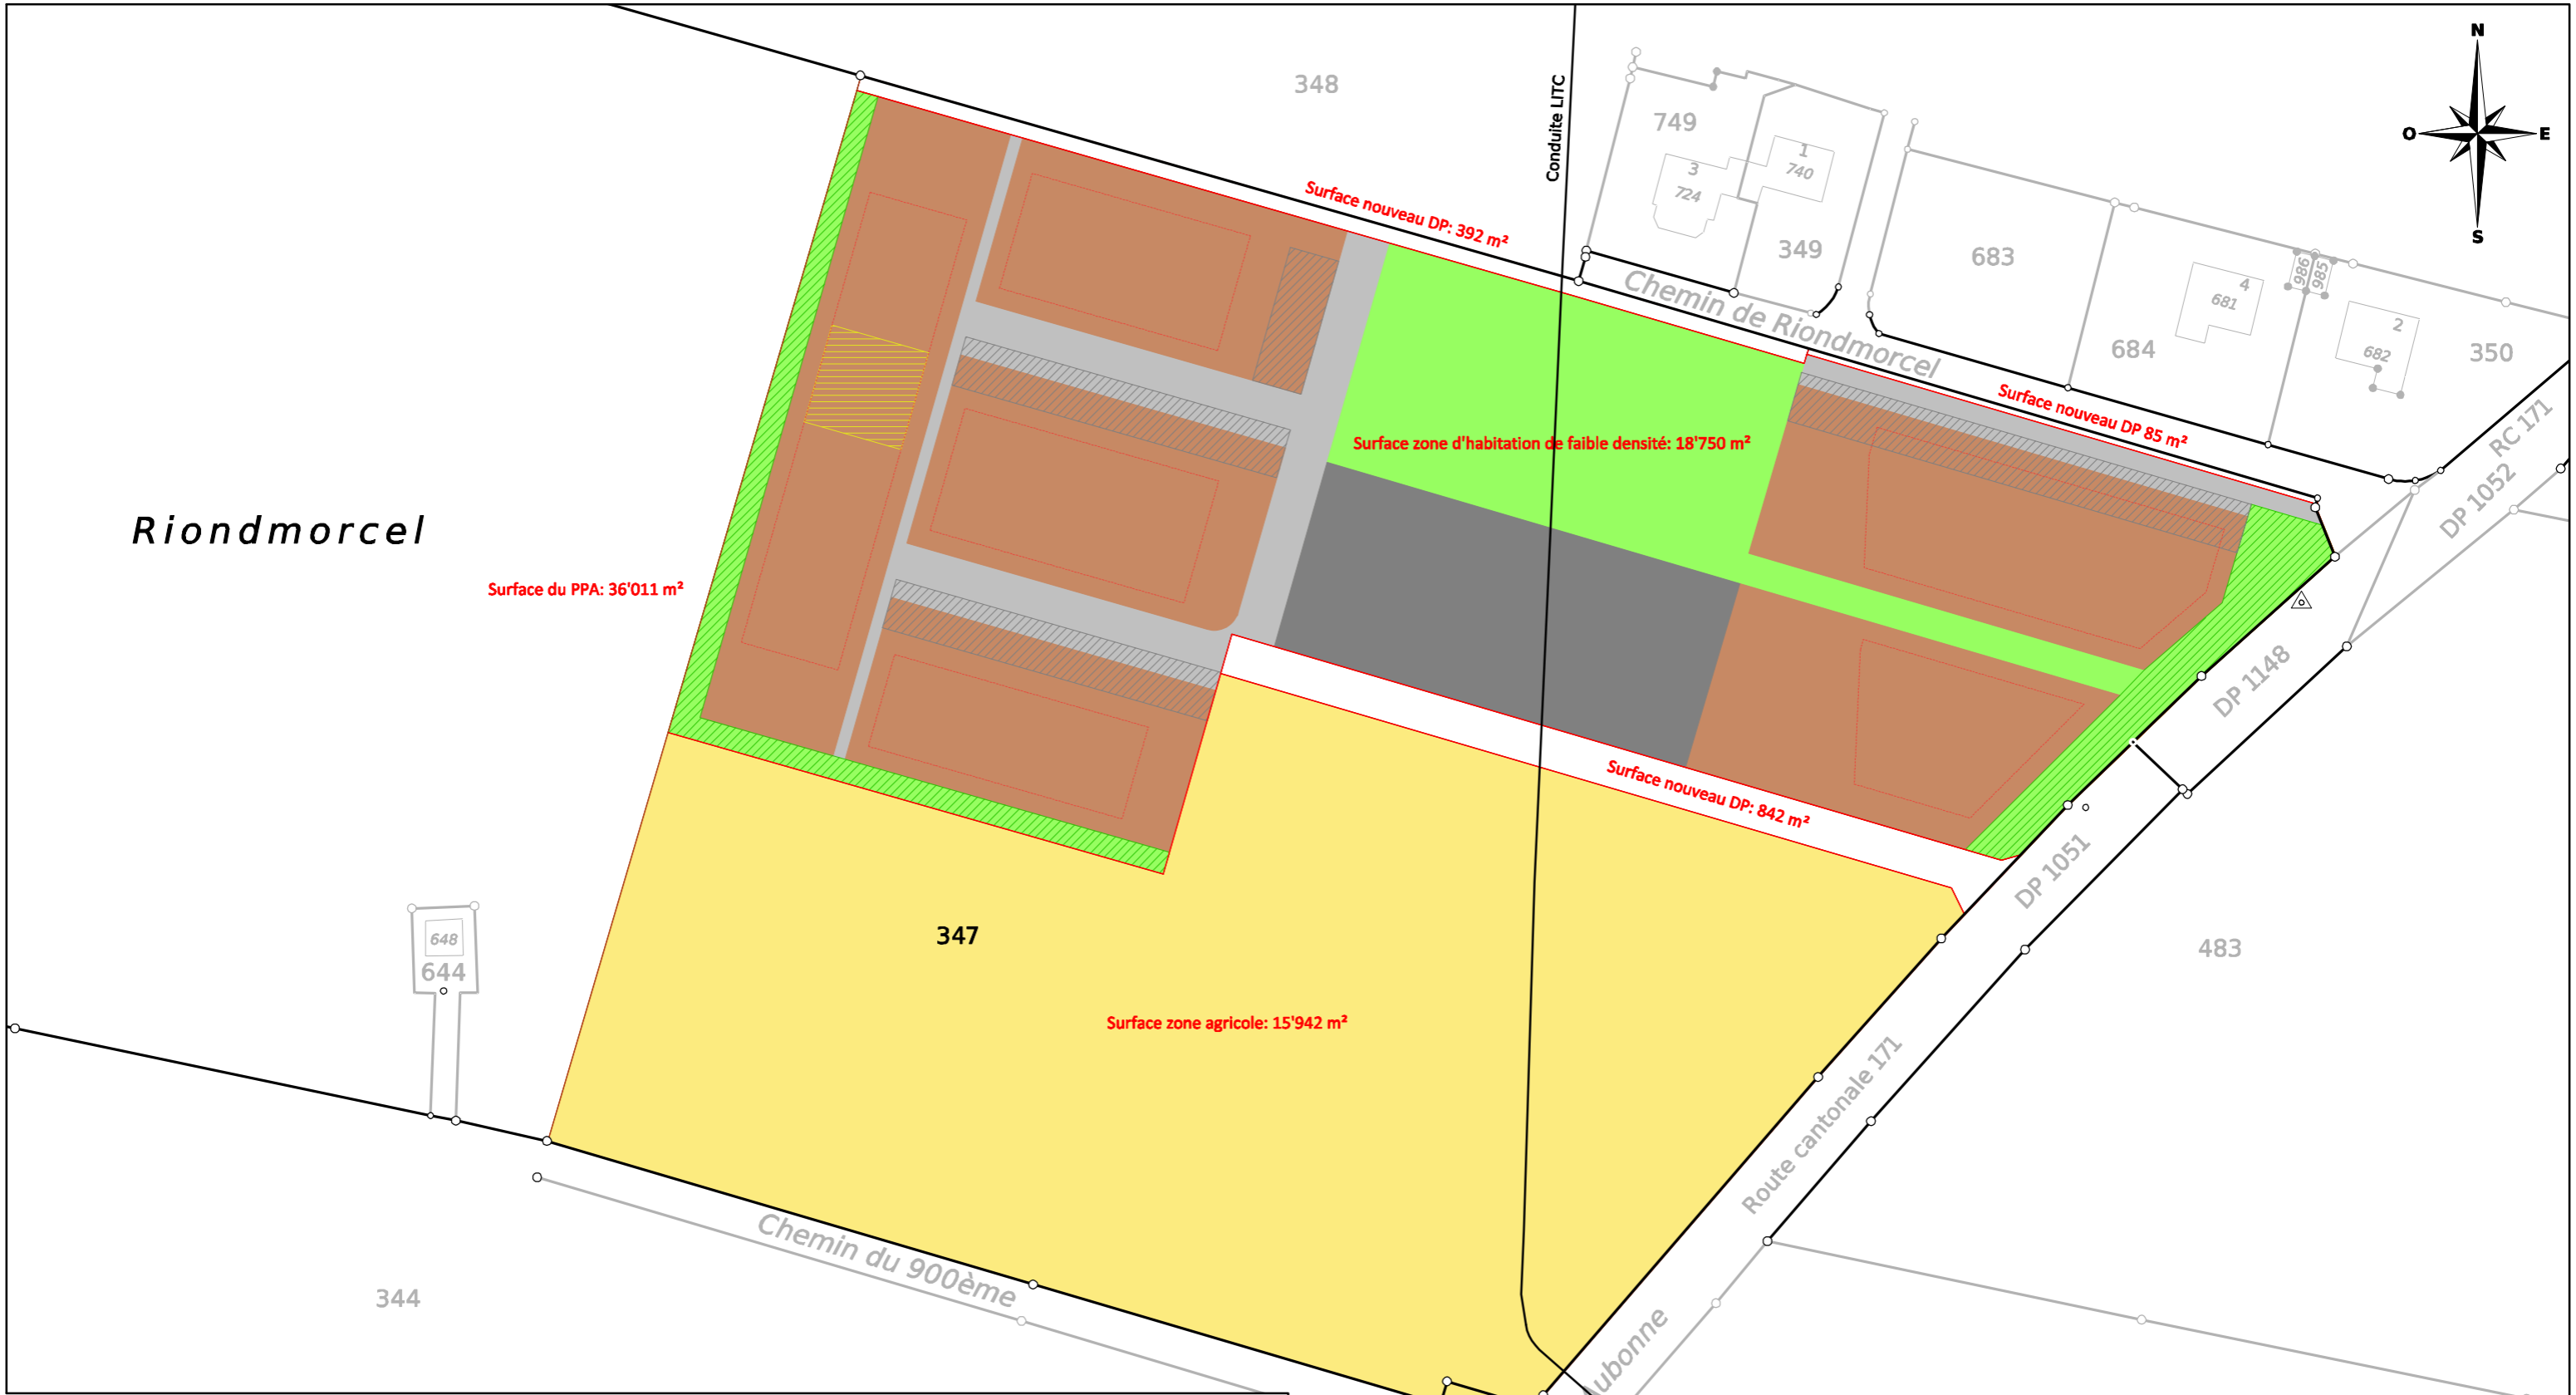 N
O
E
S
348
Conduite LITC
749
1
740
3
724
349
683
986
985
4
681
2
682
684
350
Surface nouveau DP: 392 m²
Chemin de Riondmorcel
Surface nouveau DP 85 m²
RC 171
DP 1052
Surface zone d'habitation de faible densité: 18'750 m²
Riondmorcel
Surface du PPA: 36'011 m²
DP 1148
Surface nouveau DP: 842 m²
DP 1051
347
483
648
644
Surface zone agricole: 15'942 m²
Route cantonale 171
Chemin du 900ème
344